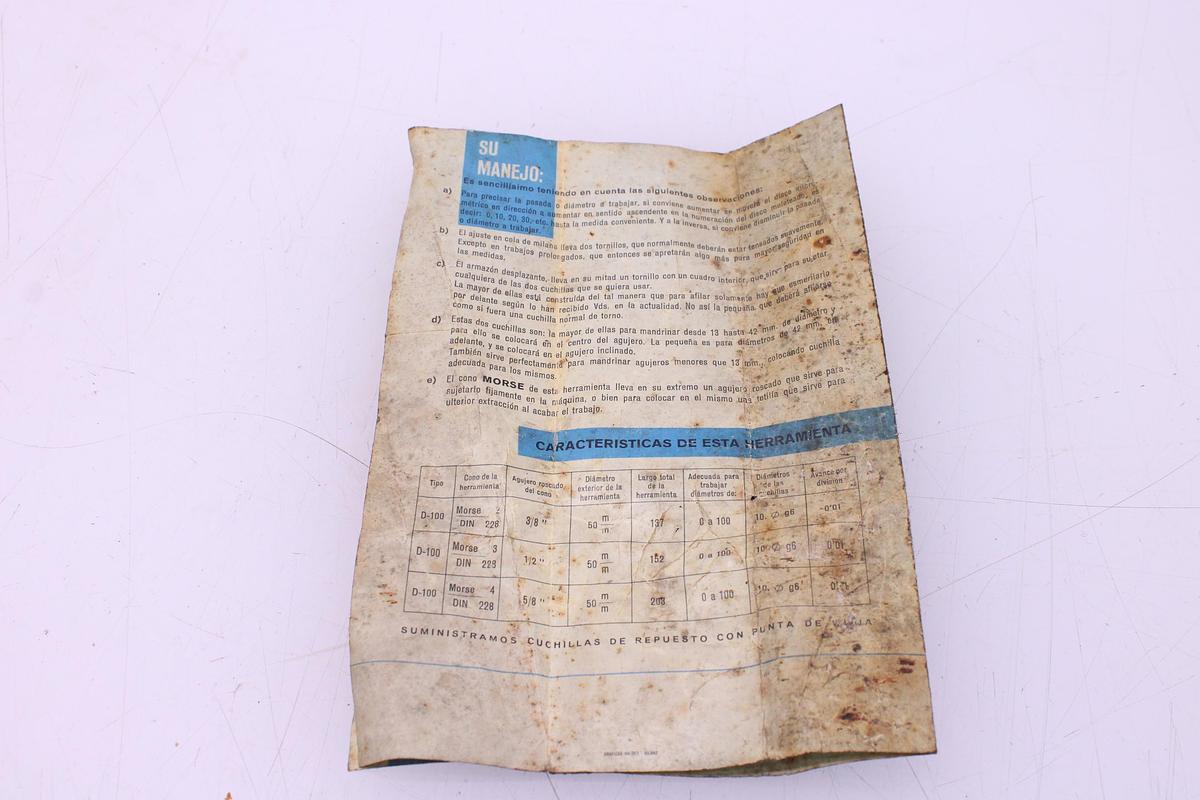 SU
MANEJO:
Es sencillísimo teniendo en cuenta las siguientes observaciones:
a) Para precisar la pasada o diámetro a trabajar, si conviene aumentar se moverá el disco micro-
métrico en dirección a aumentar en sentido ascendente en la numeración del disco moleteado, es
decir: 0, 10, 20, 30, etc. hasta la medida conveniente. Y a la inversa, si conviene disminuir la pasada
o diámetro a trabajar.
b) El ajuste en cola de milano lleva dos tornillos, que normalmente deberán estar tensados suavemente.
Excepto en trabajos prolongados, que entonces se apretarán algo más para mayor seguridad en
las medidas.
c) El armazón desplazante, lleva en su mitad un tornillo con un cuadro interior, que sirve para sujetar
cualquiera de las dos cuchillas que se quiera usar.
La mayor de ellas está construída del tal manera que para afilar solamente hay que esmerilarlo
por delante según lo han recibido Vds. en la actualidad. No así la pequeña, que deberá afilarse
como si fuera una cuchilla normal de torno.
d) Estas dos cuchillas son: la mayor de ellas para mandrinar desde 13 hasta 42 mm. de diámetro y
para ello se colocará en el centro del agujero. La pequeña es para diámetros de 42 mm. en
adelante, y se colocará en el agujero inclinado.
También sirve perfectamente para mandrinar agujeros menores que 13 mm., colocando cuchilla
adecuada para los mismos.
e) El cono MORSE de esta herramienta lleva en su extremo un agujero roscado que sirve para
sujetarlo fijamente en la máquina, o bien para colocar en el mismo una tetilla que sirve para
ulterior extracción al acabar el trabajo.
CARACTERISTICAS DE ESTA HERRAMIENTA
Tipo Cono de la herramienta Agujero roscado del cono Diámetro exterior de la herramienta Largo total de la herramienta Adecuada para trabajar diámetros de: Diámetros de las cuchillas Avance por división
D-100 Morse 2 DIN 228 3/8" 50 m/m 137 0 a 100 10. Ø g6 0'01
D-100 Morse 3 DIN 228 1/2" 50 m/m 152 0 a 100 10. Ø g6 0'01
D-100 Morse 4 DIN 228 5/8" 50 m/m 203 0 a 100 10. Ø g6
SUMINISTRAMOS CUCHILLAS DE REPUESTO CON PUNTA DE